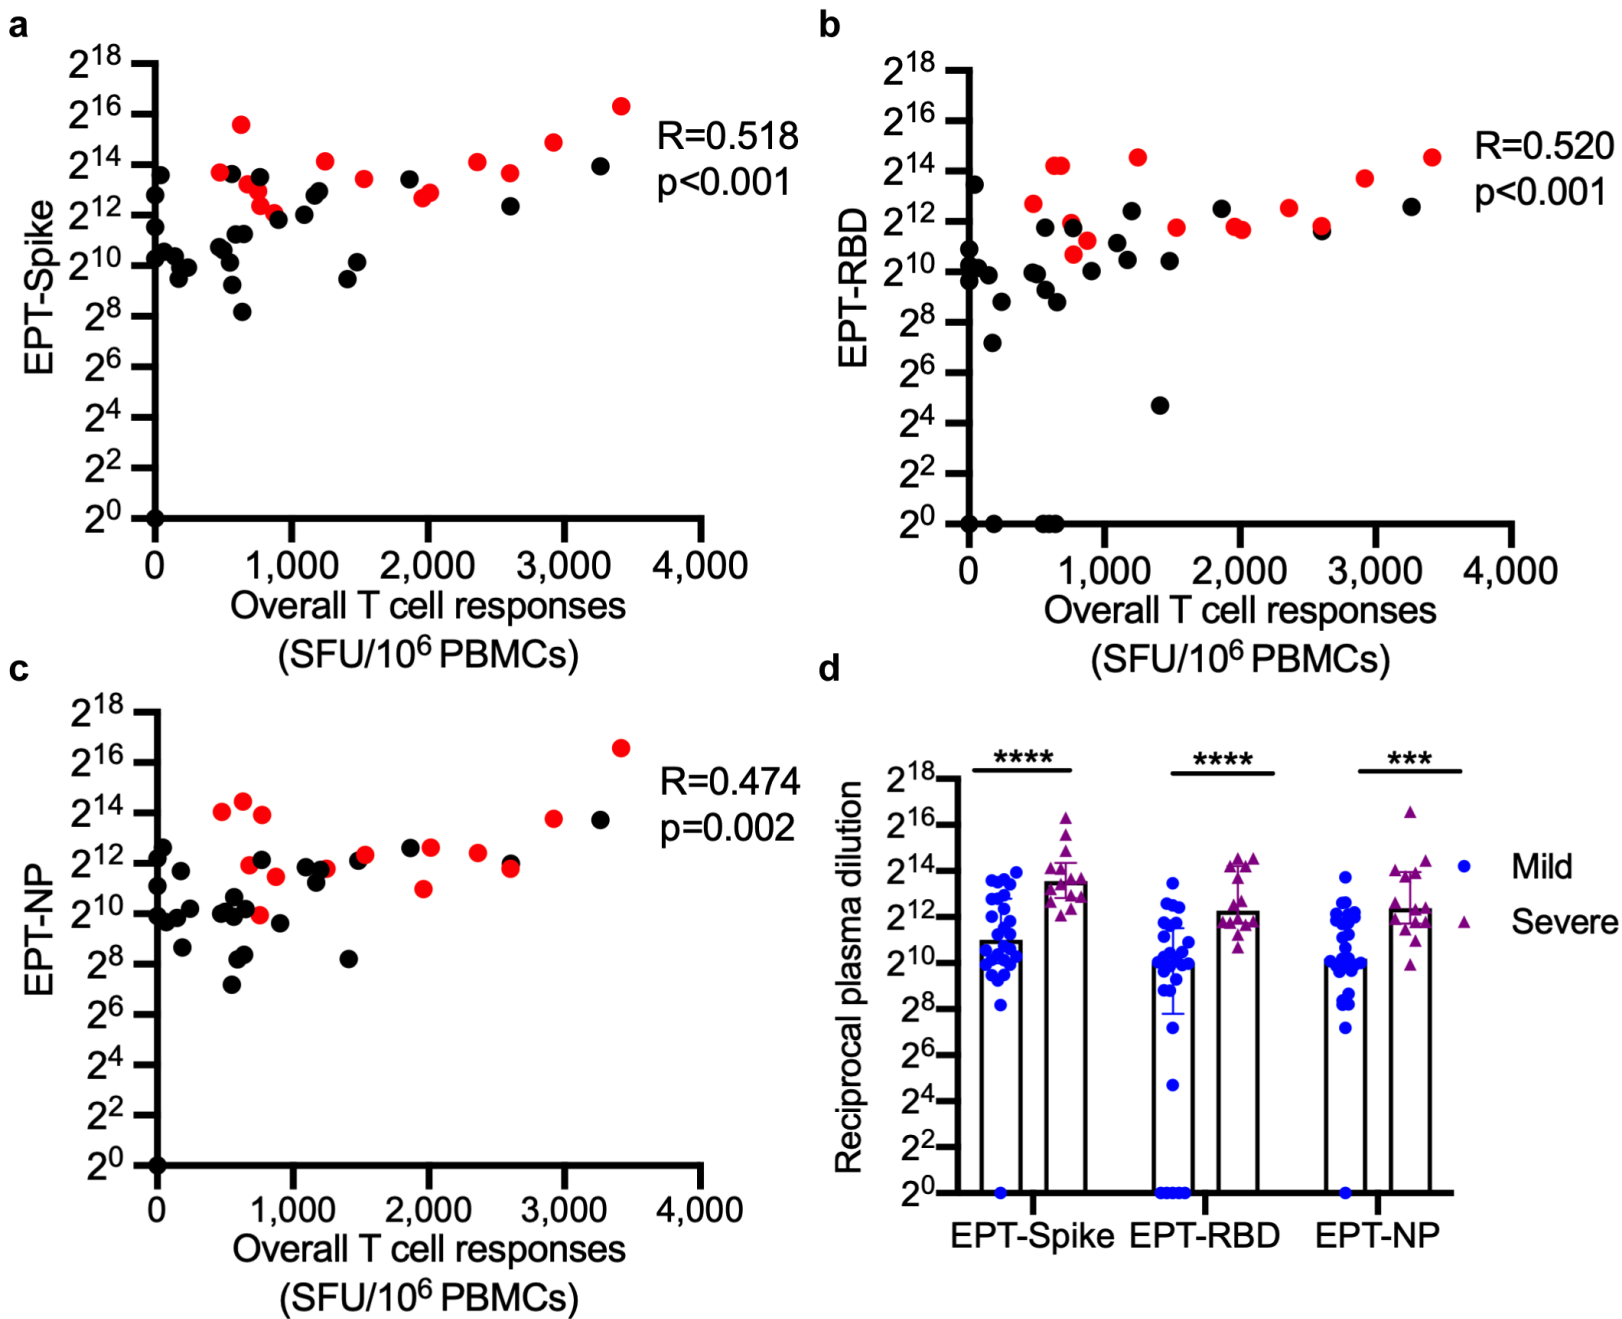 a
2^18
2^16
2^14
2^12
2^10
2^8
2^6
2^4
2^2
2^0
EPT-Spike
R=0.518
p<0.001
0 1,000 2,000 3,000 4,000
Overall T cell responses
(SFU/10^6 PBMCs)
b
2^18
2^16
2^14
2^12
2^10
2^8
2^6
2^4
2^2
2^0
EPT-RBD
R=0.520
p<0.001
0 1,000 2,000 3,000 4,000
Overall T cell responses
(SFU/10^6 PBMCs)
c
2^18
2^16
2^14
2^12
2^10
2^8
2^6
2^4
2^2
2^0
EPT-NP
R=0.474
p=0.002
0 1,000 2,000 3,000 4,000
Overall T cell responses
(SFU/10^6 PBMCs)
d
2^18
2^16
2^14
2^12
2^10
2^8
2^6
2^4
2^2
2^0
Reciprocal plasma dilution
**** **** ***
Mild
Severe
EPT-Spike EPT-RBD EPT-NP